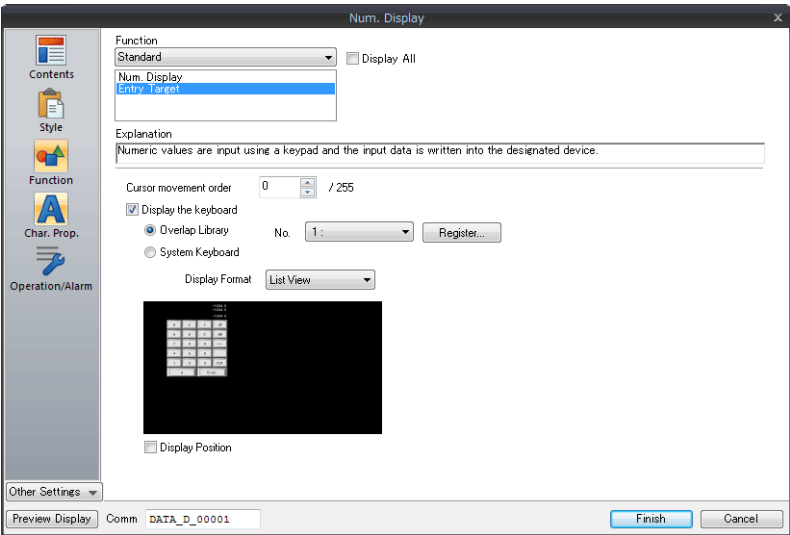 Num. Display
x
Contents
Style
Function
Char. Prop.
Operation/Alarm
Other Settings
Function
Standard
Display All
Num. Display
Entry Target
Explanation
Numeric values are input using a keypad and the input data is written into the designated device.
Cursor movement order 0 / 255
Display the keyboard
Overlap Library No. 1 : Register...
System Keyboard
Display Format List View
Display Position
Preview Display Comm DATA_D_00001 Finish Cancel